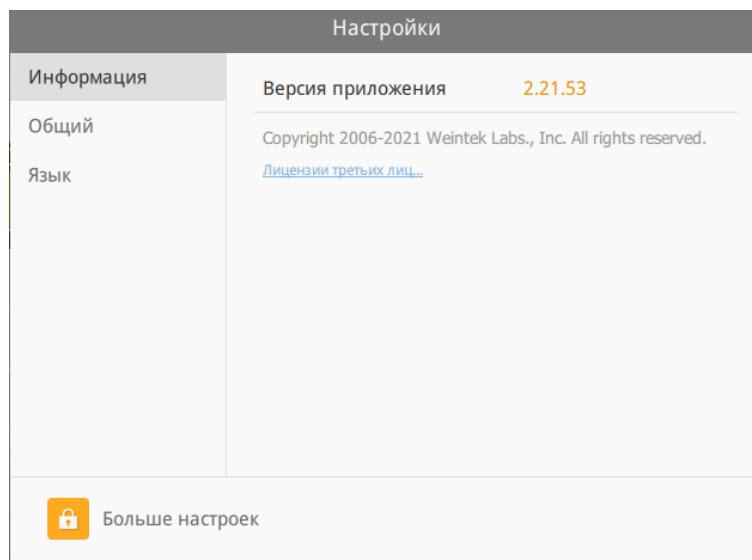 Настройки
Информация
Общий
Язык
Версия приложения 2.21.53
Copyright 2006-2021 Weintek Labs., Inc. All rights reserved.
Лицензии третьих лиц...
Больше настроек